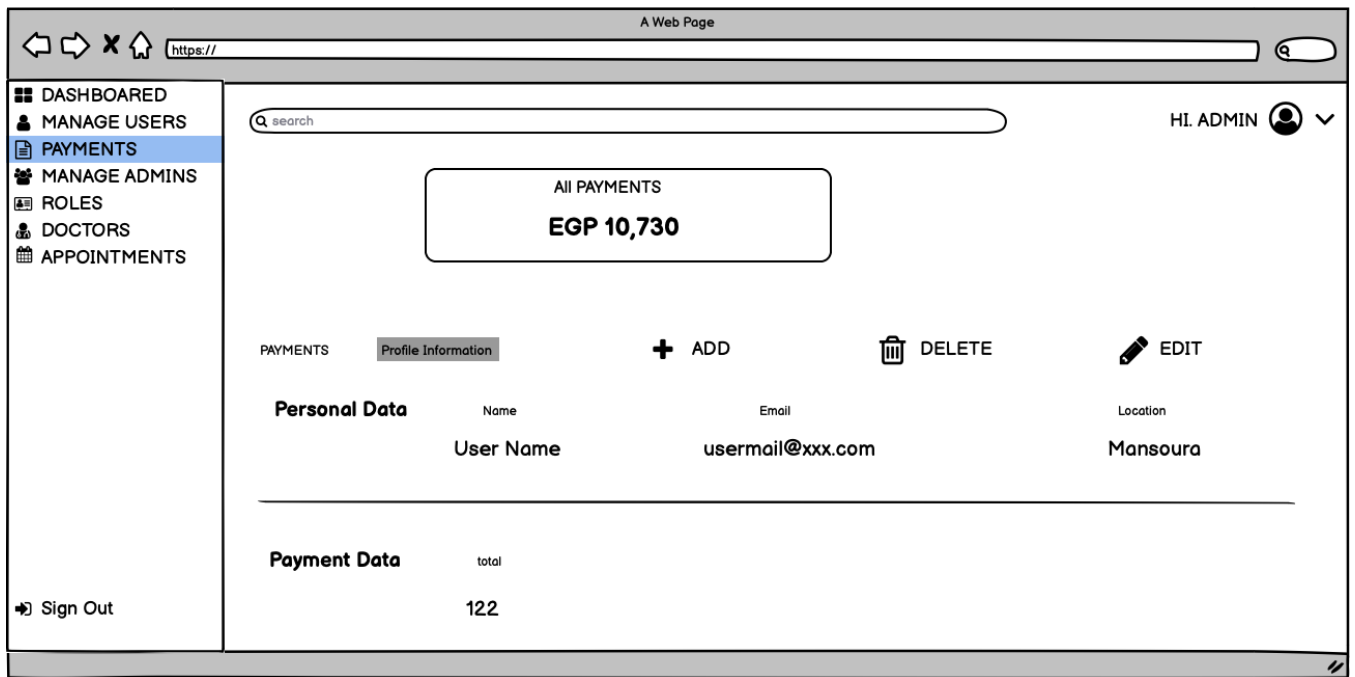 A Web Page
https://
DASHBOARED
MANAGE USERS
PAYMENTS
MANAGE ADMINS
ROLES
DOCTORS
APPOINTMENTS
Sign Out
search
HI. ADMIN
All PAYMENTS
EGP 10,730
PAYMENTS Profile Information ADD DELETE EDIT
Personal Data Name Email Location
User Name usermail@xxx.com Mansoura
Payment Data total
122